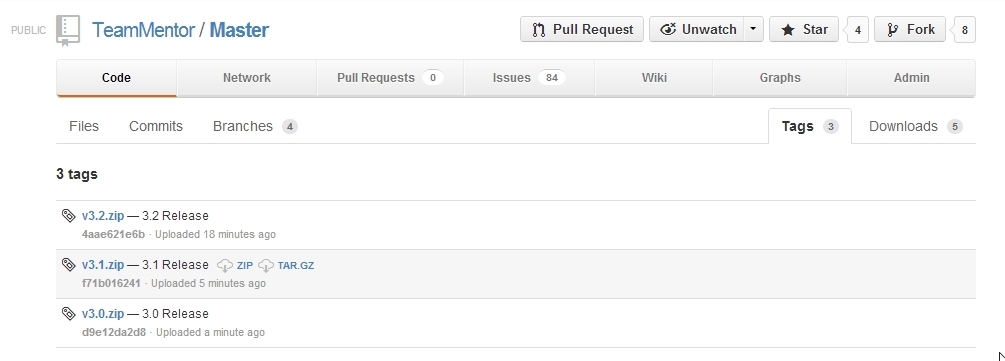 PUBLIC TeamMentor / Master Pull Request Unwatch Star 4 Fork 8
Code Network Pull Requests 0 Issues 84 Wiki Graphs Admin
Files Commits Branches 4 Tags 3 Downloads 5
3 tags
v3.2.zip — 3.2 Release
4aae621e6b · Uploaded 18 minutes ago
v3.1.zip — 3.1 Release ZIP TAR.GZ
f71b016241 · Uploaded 5 minutes ago
v3.0.zip — 3.0 Release
d9e12da2d8 · Uploaded a minute ago